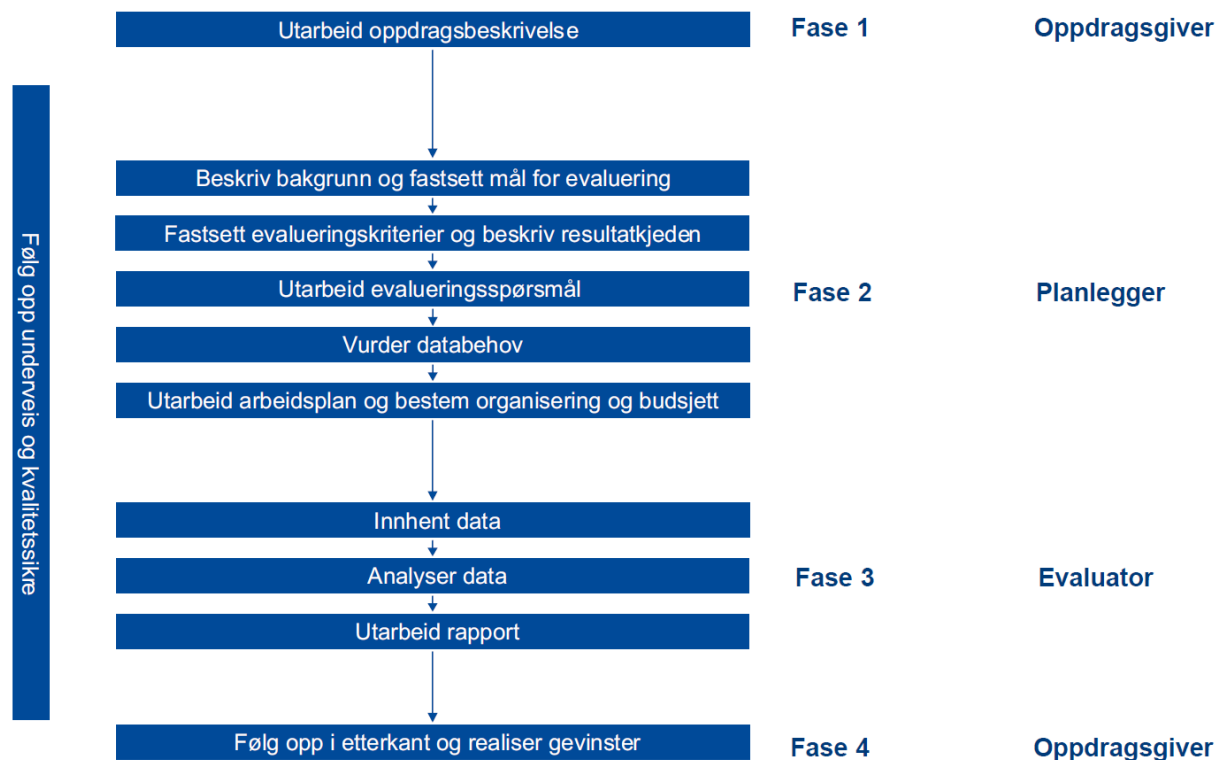 Utarbeid oppdragsbeskrivelse
Fase 1
Oppdragsgiver
Følg opp underveis og kvalitetssikre
Beskriv bakgrunn og fastsett mål for evaluering
Fastsett evalueringskriterier og beskriv resultatkjeden
Utarbeid evalueringsspørsmål
Fase 2
Planlegger
Vurder databehov
Utarbeid arbeidsplan og bestem organisering og budsjett
Innhent data
Analyser data
Fase 3
Evaluator
Utarbeid rapport
Følg opp i etterkant og realiser gevinster
Fase 4
Oppdragsgiver